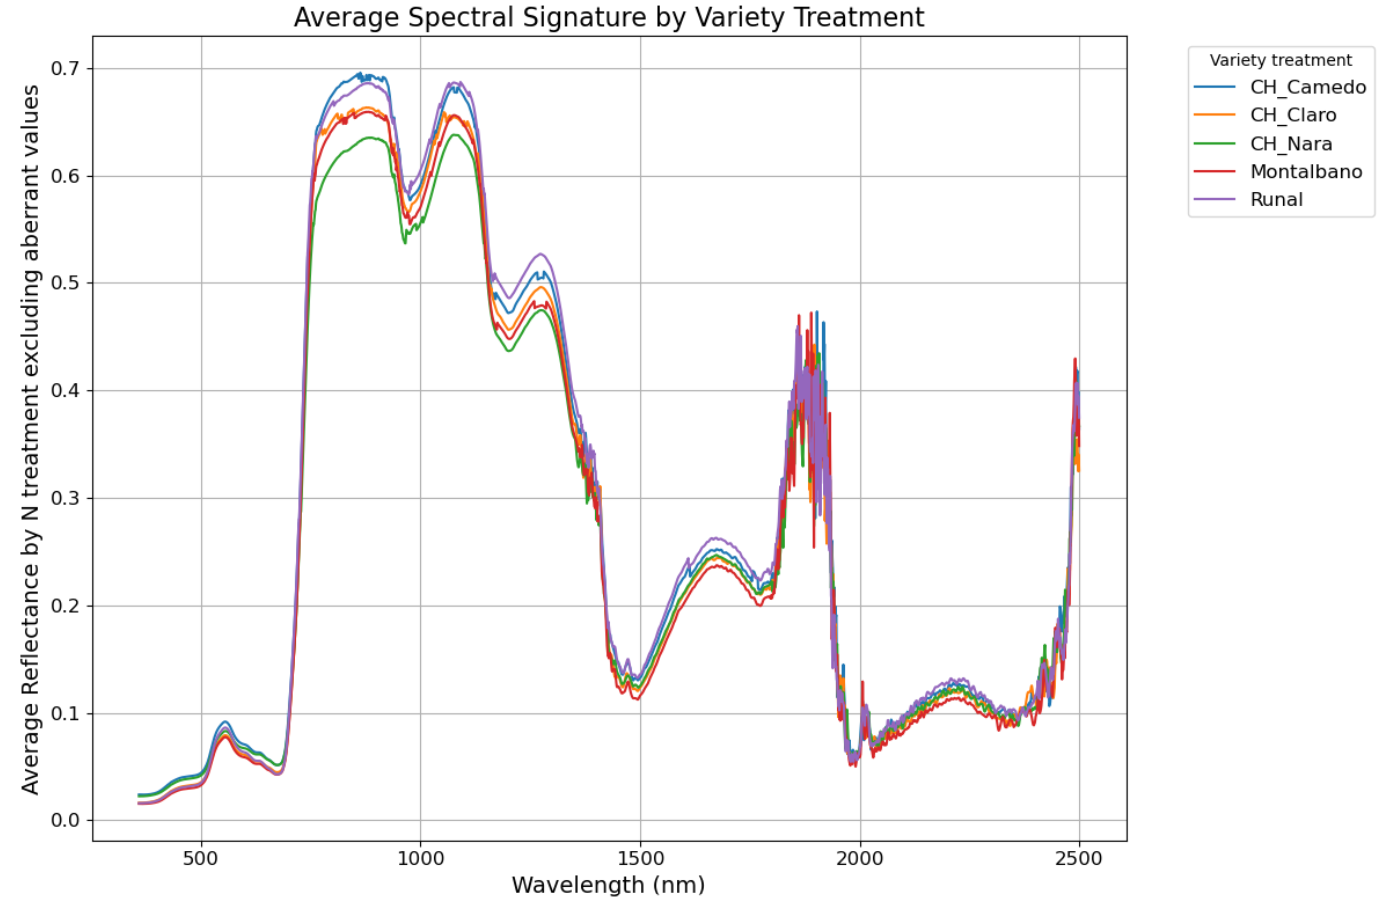 Average Spectral Signature by Variety Treatment
Average Reflectance by N treatment excluding aberrant values
0.7
0.6
0.5
0.4
0.3
0.2
0.1
0.0
500
1000
1500
2000
2500
Wavelength (nm)
Variety treatment
CH_Camedo
CH_Claro
CH_Nara
Montalbano
Runal